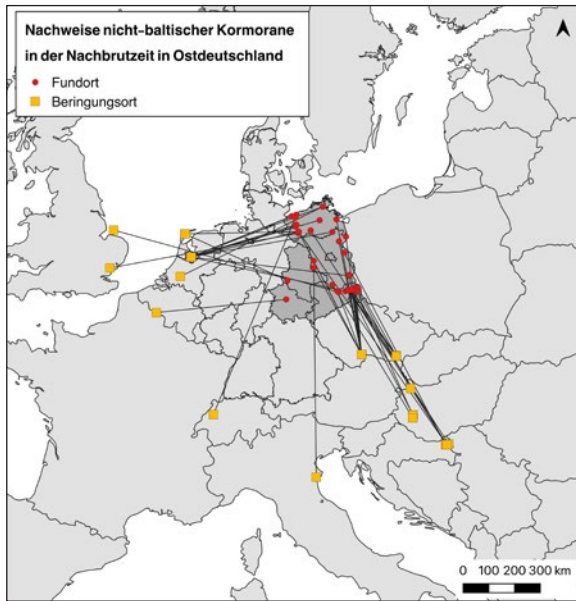 Nachweise nicht-baltischer Kormorane
in der Nachbrutzeit in Ostdeutschland
Fundort
Beringungsort
0 100 200 300 km